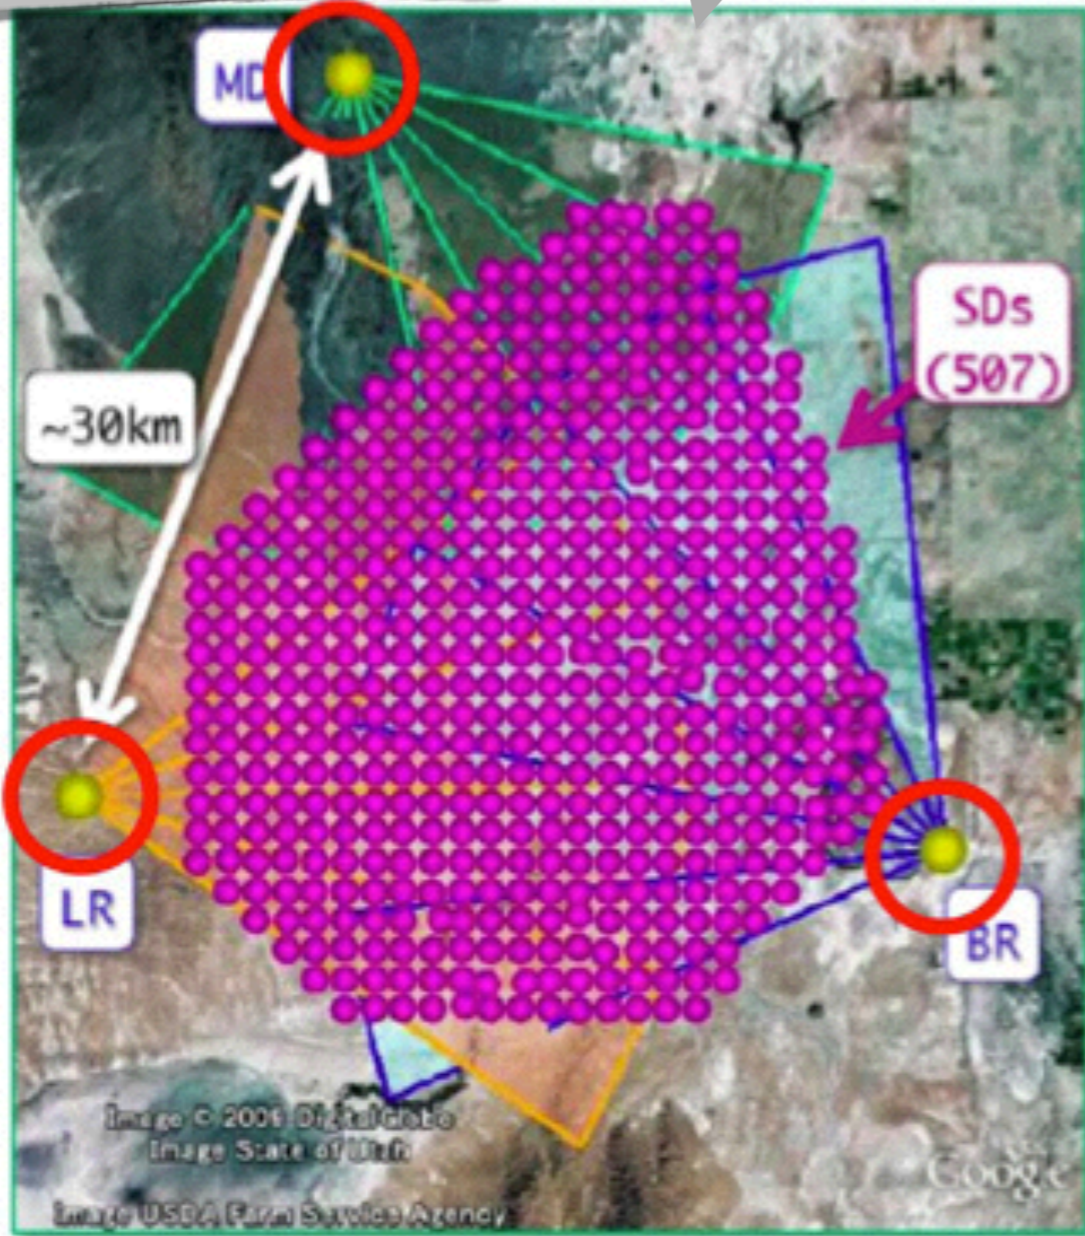 MD
SDs
(507)
~30km
LR
BR
Image © 2006 DigitalGlobe
Image State of Utah
Google
Image USDA Farm Service Agency